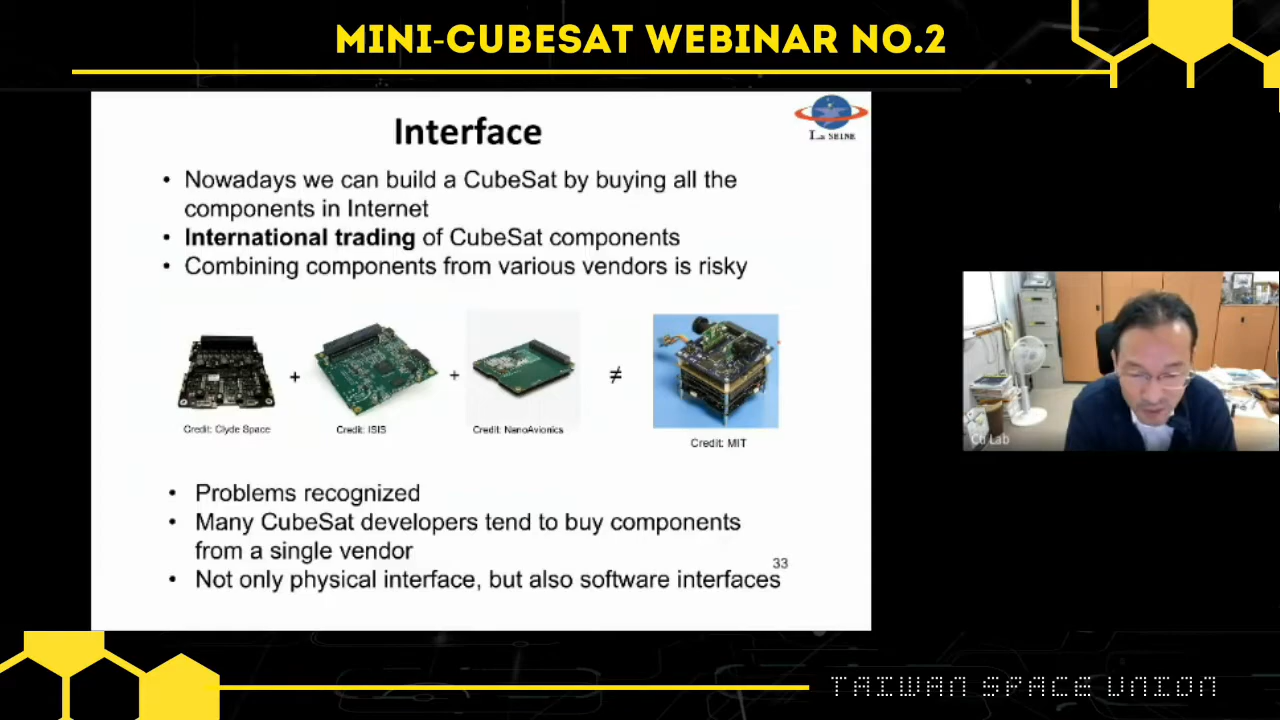 MINI-CUBESAT WEBINAR NO.2
Interface
La SEINE
• Nowadays we can build a CubeSat by buying all the
components in Internet
• International trading of CubeSat components
• Combining components from various vendors is risky
+ + ≠
Credit: Clyde Space
Credit: ISIS
Credit: NanoAvionics
Credit: MIT
• Problems recognized
• Many CubeSat developers tend to buy components
from a single vendor
• Not only physical interface, but also software interfaces
33
Lab
TAIWAN SPACE UNION